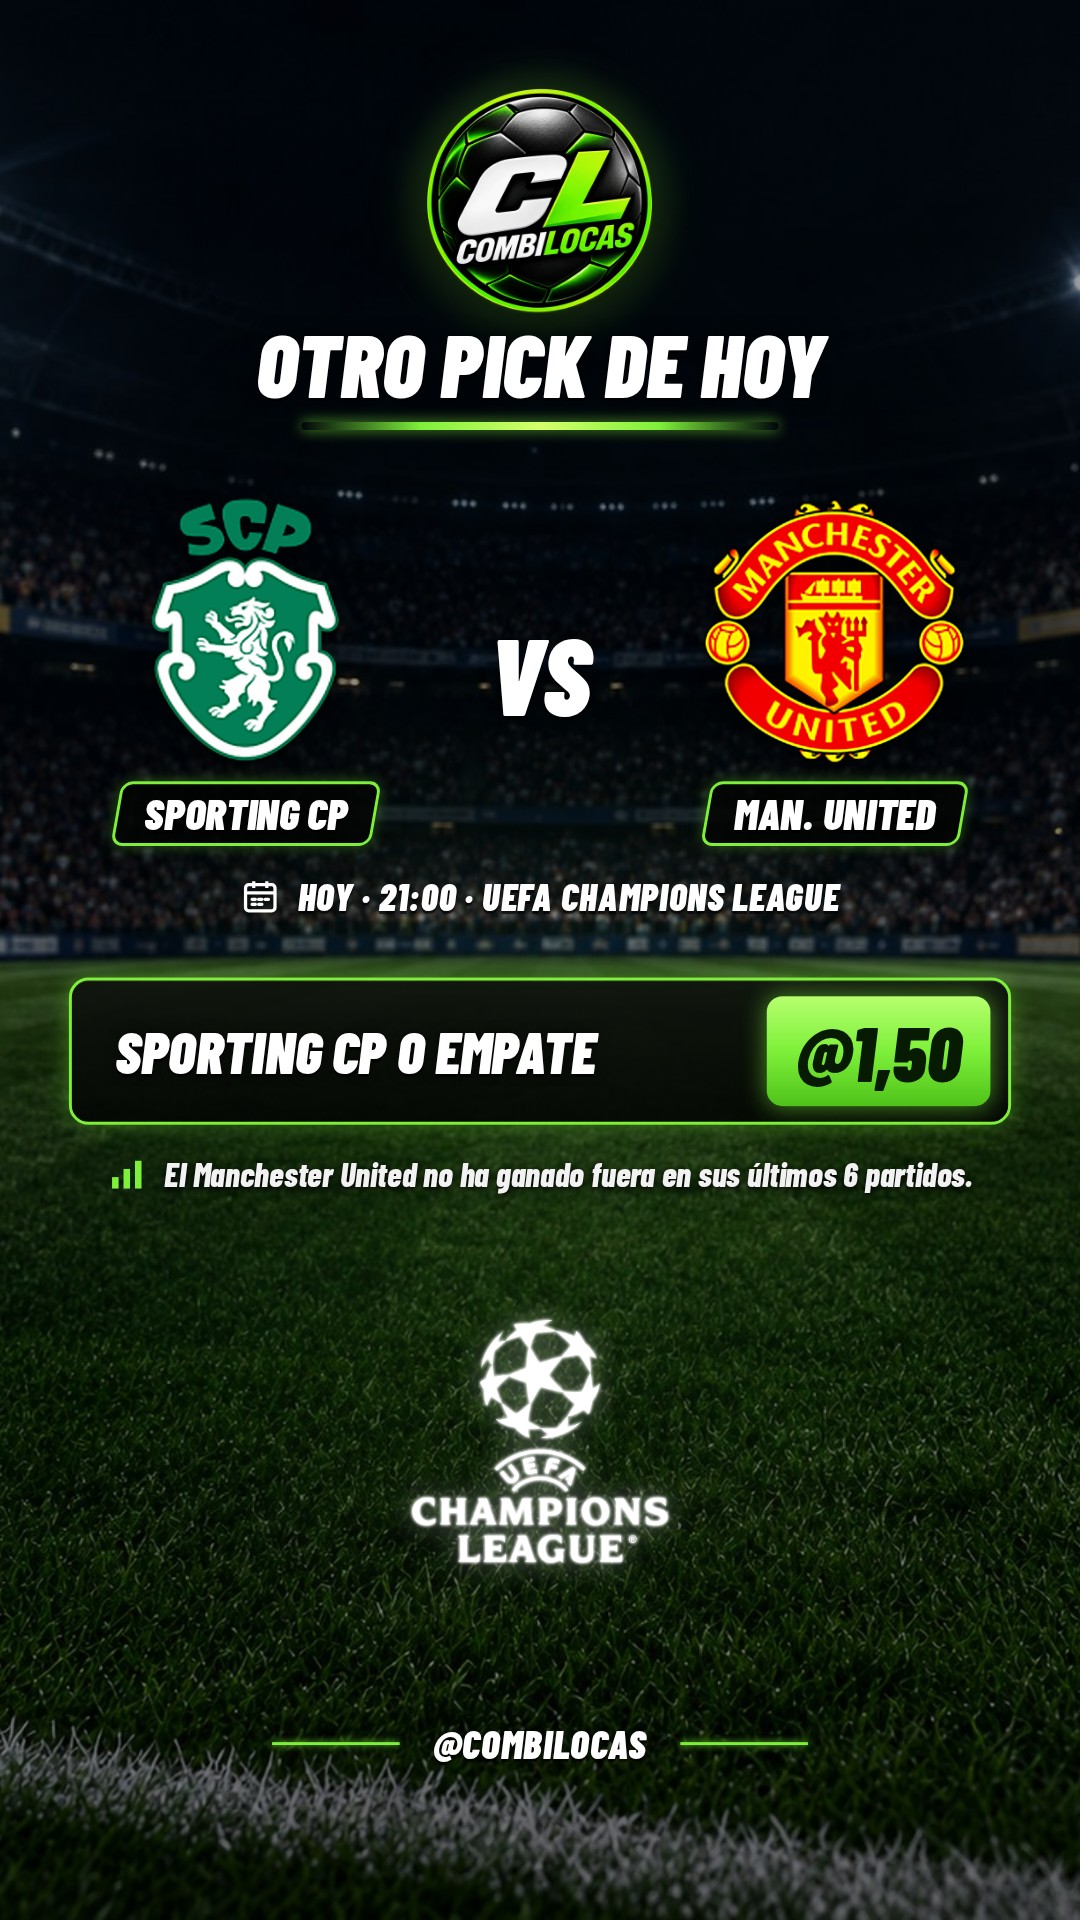 CL
COMBILOCAS
OTRO PICK DE HOY
SCP
MANCHESTER
UNITED
VS
SPORTING CP
MAN. UNITED
HOY · 21:00 · UEFA CHAMPIONS LEAGUE
SPORTING CP O EMPATE
@1,50
El Manchester United no ha ganado fuera en sus últimos 6 partidos.
UEFA
CHAMPIONS
LEAGUE®
@COMBILOCAS